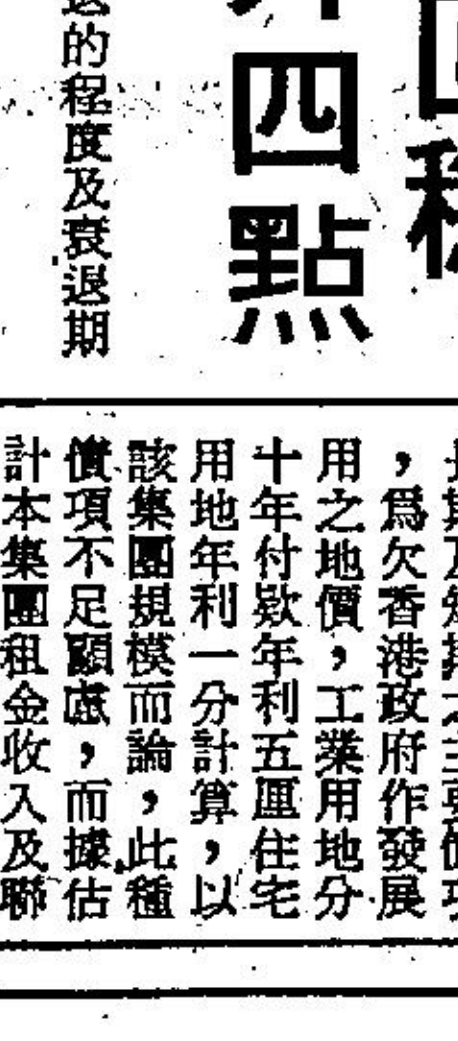 四點
的程度及衰退期
，爲欠香港政府作發展
用之地價，工業用地分
十年付欵年利五厘住宅
用地年利一分計算，以
該集團規模而論，此種
債項不足顧慮，而據估
計本集團租金收入及聯